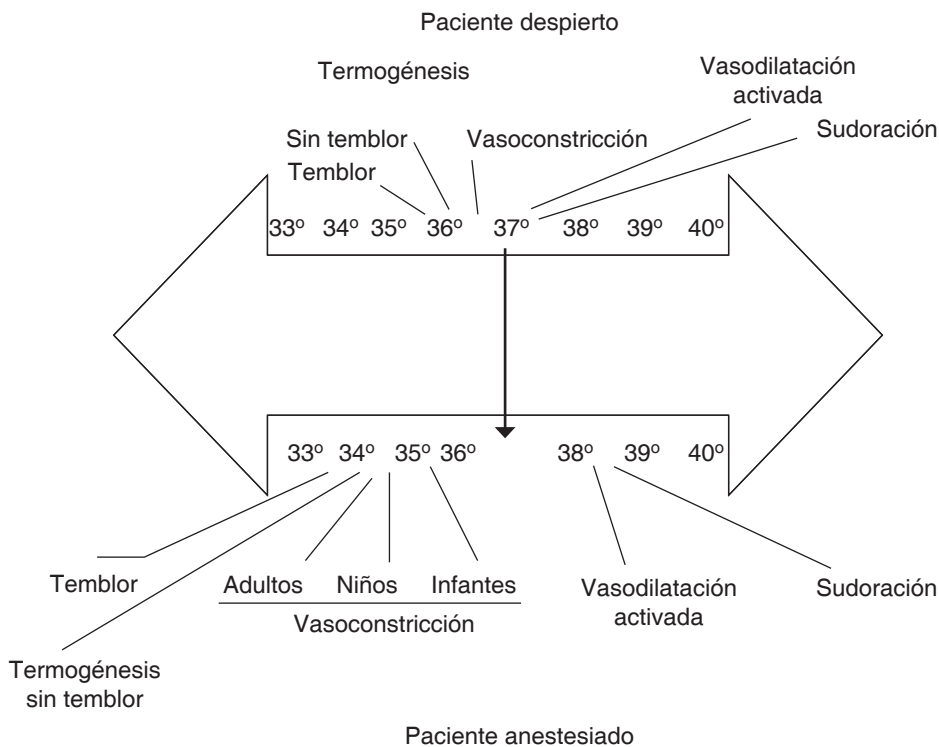 Paciente despierto
Termogénesis
Vasodilatación
activada
Sin temblor
Vasoconstricción
Sudoración
Temblor
33º 34º 35º 36º 37º 38º 39º 40º
33º 34º 35º 36º 38º 39º 40º
Temblor
Adultos Niños Infantes
Vasoconstricción
Vasodilatación
activada
Sudoración
Termogénesis
sin temblor
Paciente anestesiado